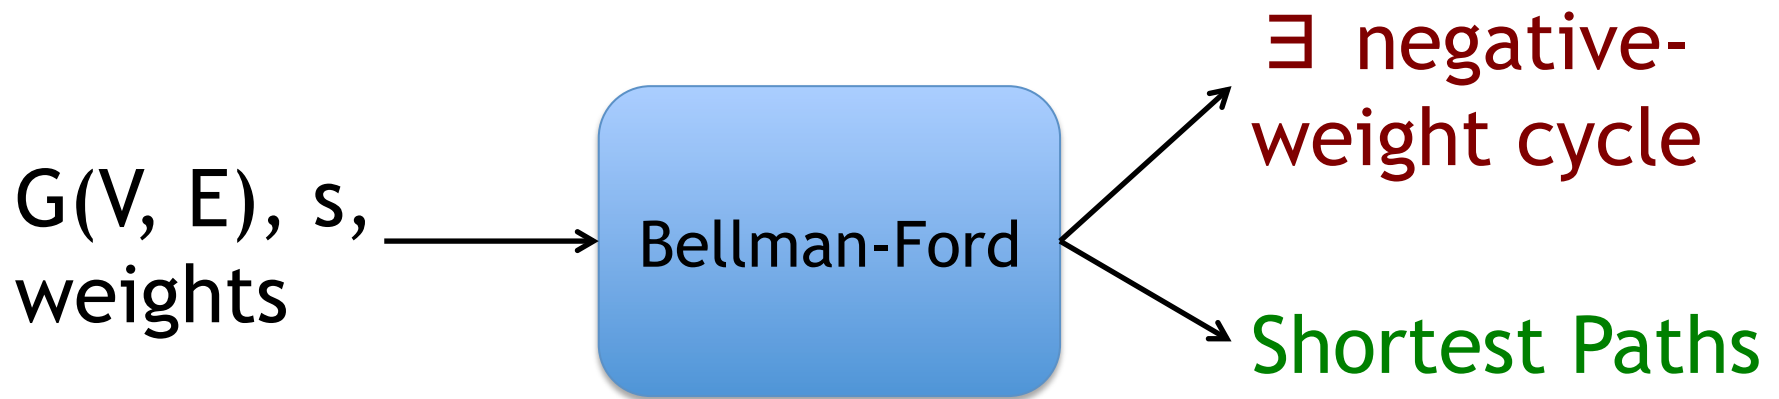 G(V, E), s,
weights
Bellman-Ford
∃ negative-
weight cycle
Shortest Paths